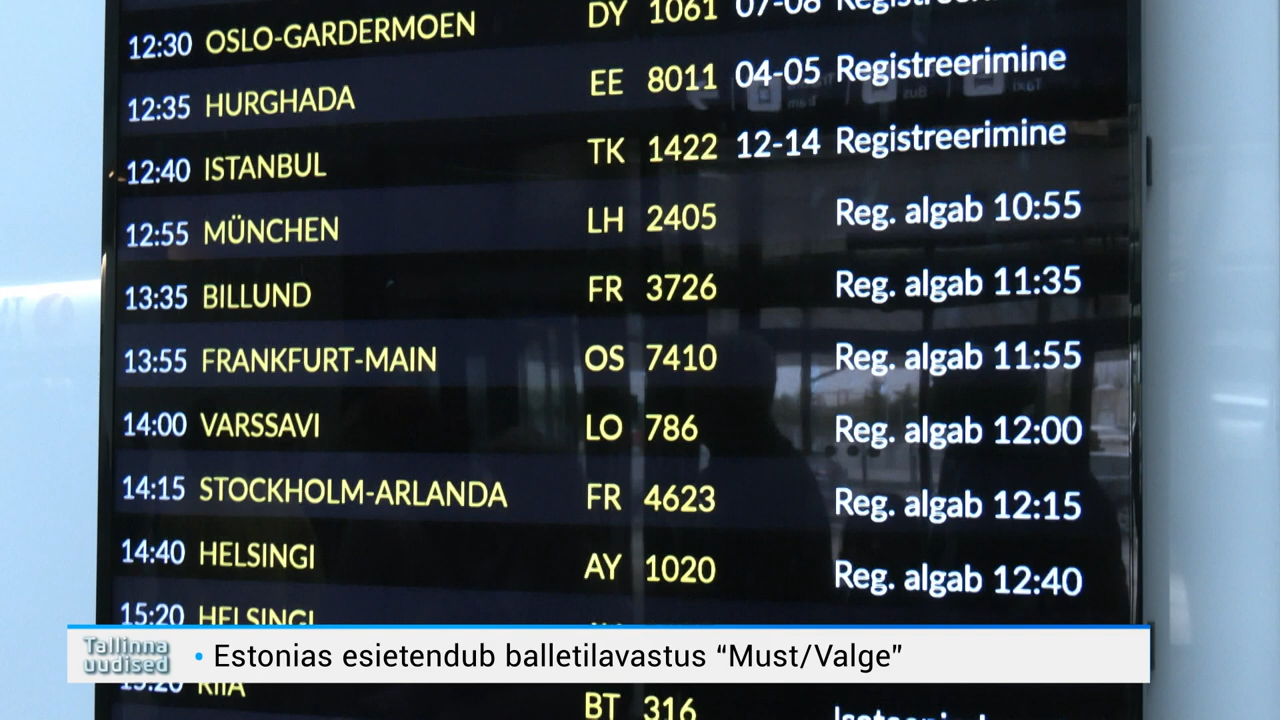 12:30 OSLO-GARDERMOEN DY 1061 07-08 Registreerimine
12:35 HURGHADA EE 8011 04-05 Registreerimine
12:40 ISTANBUL TK 1422 12-14 Registreerimine
12:55 MÜNCHEN LH 2405 Reg. algab 10:55
13:35 BILLUND FR 3726 Reg. algab 11:35
13:55 FRANKFURT-MAIN OS 7410 Reg. algab 11:55
14:00 VARSSAVI LO 786 Reg. algab 12:00
14:15 STOCKHOLM-ARLANDA FR 4623 Reg. algab 12:15
14:40 HELSINGI AY 1020 Reg. algab 12:40
15:20 HELSINGI
Tallinna uudised
• Estonias esietendub balletilavastus “Must/Valge”
15:20 RIIA BT 316